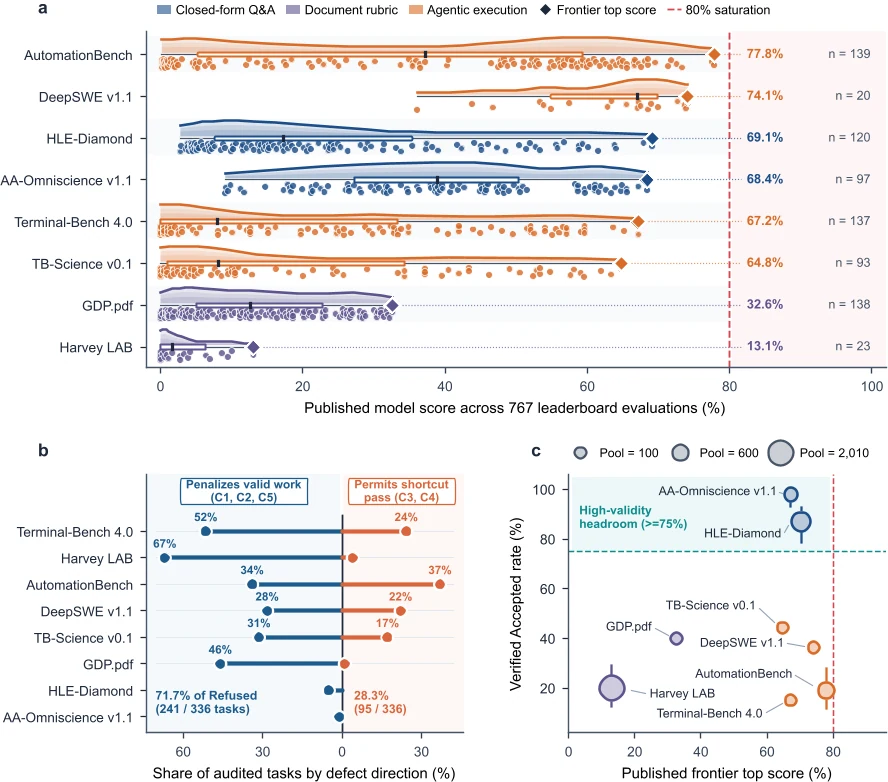 a
Closed-form Q&A Document rubric Agentic execution Frontier top score 80% saturation
AutomationBench 77.8% n = 139
DeepSWE v1.1 74.1% n = 20
HLE-Diamond 69.1% n = 120
AA-Omniscience v1.1 68.4% n = 97
Terminal-Bench 4.0 67.2% n = 137
TB-Science v0.1 64.8% n = 93
GDP.pdf 32.6% n = 138
Harvey LAB 13.1% n = 23
0 20 40 60 80 100
Published model score across 767 leaderboard evaluations (%)
b
Penalizes valid work
(C1, C2, C5)
Permits shortcut
pass (C3, C4)
Terminal-Bench 4.0 52% 24%
Harvey LAB 67%
AutomationBench 34% 37%
DeepSWE v1.1 28% 22%
TB-Science v0.1 31% 17%
GDP.pdf 46%
HLE-Diamond
AA-Omniscience v1.1
71.7% of Refused
(241 / 336 tasks)
28.3%
(95 / 336)
60 30 0 30
Share of audited tasks by defect direction (%)
c
Pool = 100 Pool = 600 Pool = 2,010
Verified Accepted rate (%)
100
80
60
40
20
High-validity
headroom (>=75%)
AA-Omniscience v1.1
HLE-Diamond
TB-Science v0.1
GDP.pdf
DeepSWE v1.1
AutomationBench
Harvey LAB
Terminal-Bench 4.0
0 20 40 60 80
Published frontier top score (%)